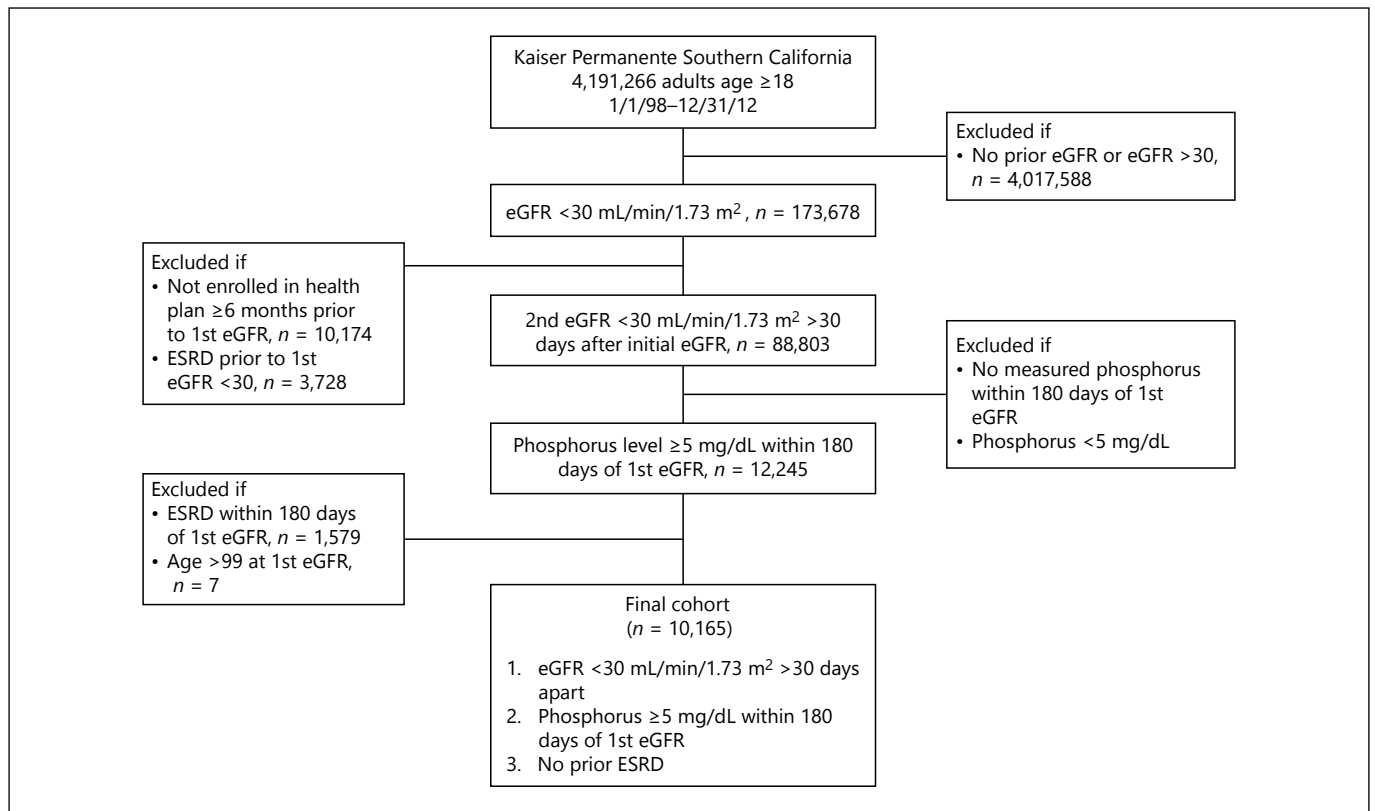 Kaiser Permanente Southern California
4,191,266 adults age ≥18
1/1/98–12/31/12
Excluded if
• No prior eGFR or eGFR >30,
n = 4,017,588
eGFR <30 mL/min/1.73 m², n = 173,678
Excluded if
• Not enrolled in health
plan ≥6 months prior
to 1st eGFR, n = 10,174
• ESRD prior to 1st
eGFR <30, n = 3,728
2nd eGFR <30 mL/min/1.73 m² >30
days after initial eGFR, n = 88,803
Excluded if
• No measured phosphorus
within 180 days of 1st
eGFR
• Phosphorus <5 mg/dL
Phosphorus level ≥5 mg/dL within 180
days of 1st eGFR, n = 12,245
Excluded if
• ESRD within 180 days
of 1st eGFR, n = 1,579
• Age >99 at 1st eGFR,
n = 7
Final cohort
(n = 10,165)
1. eGFR <30 mL/min/1.73 m² >30 days
apart
2. Phosphorus ≥5 mg/dL within 180
days of 1st eGFR
3. No prior ESRD